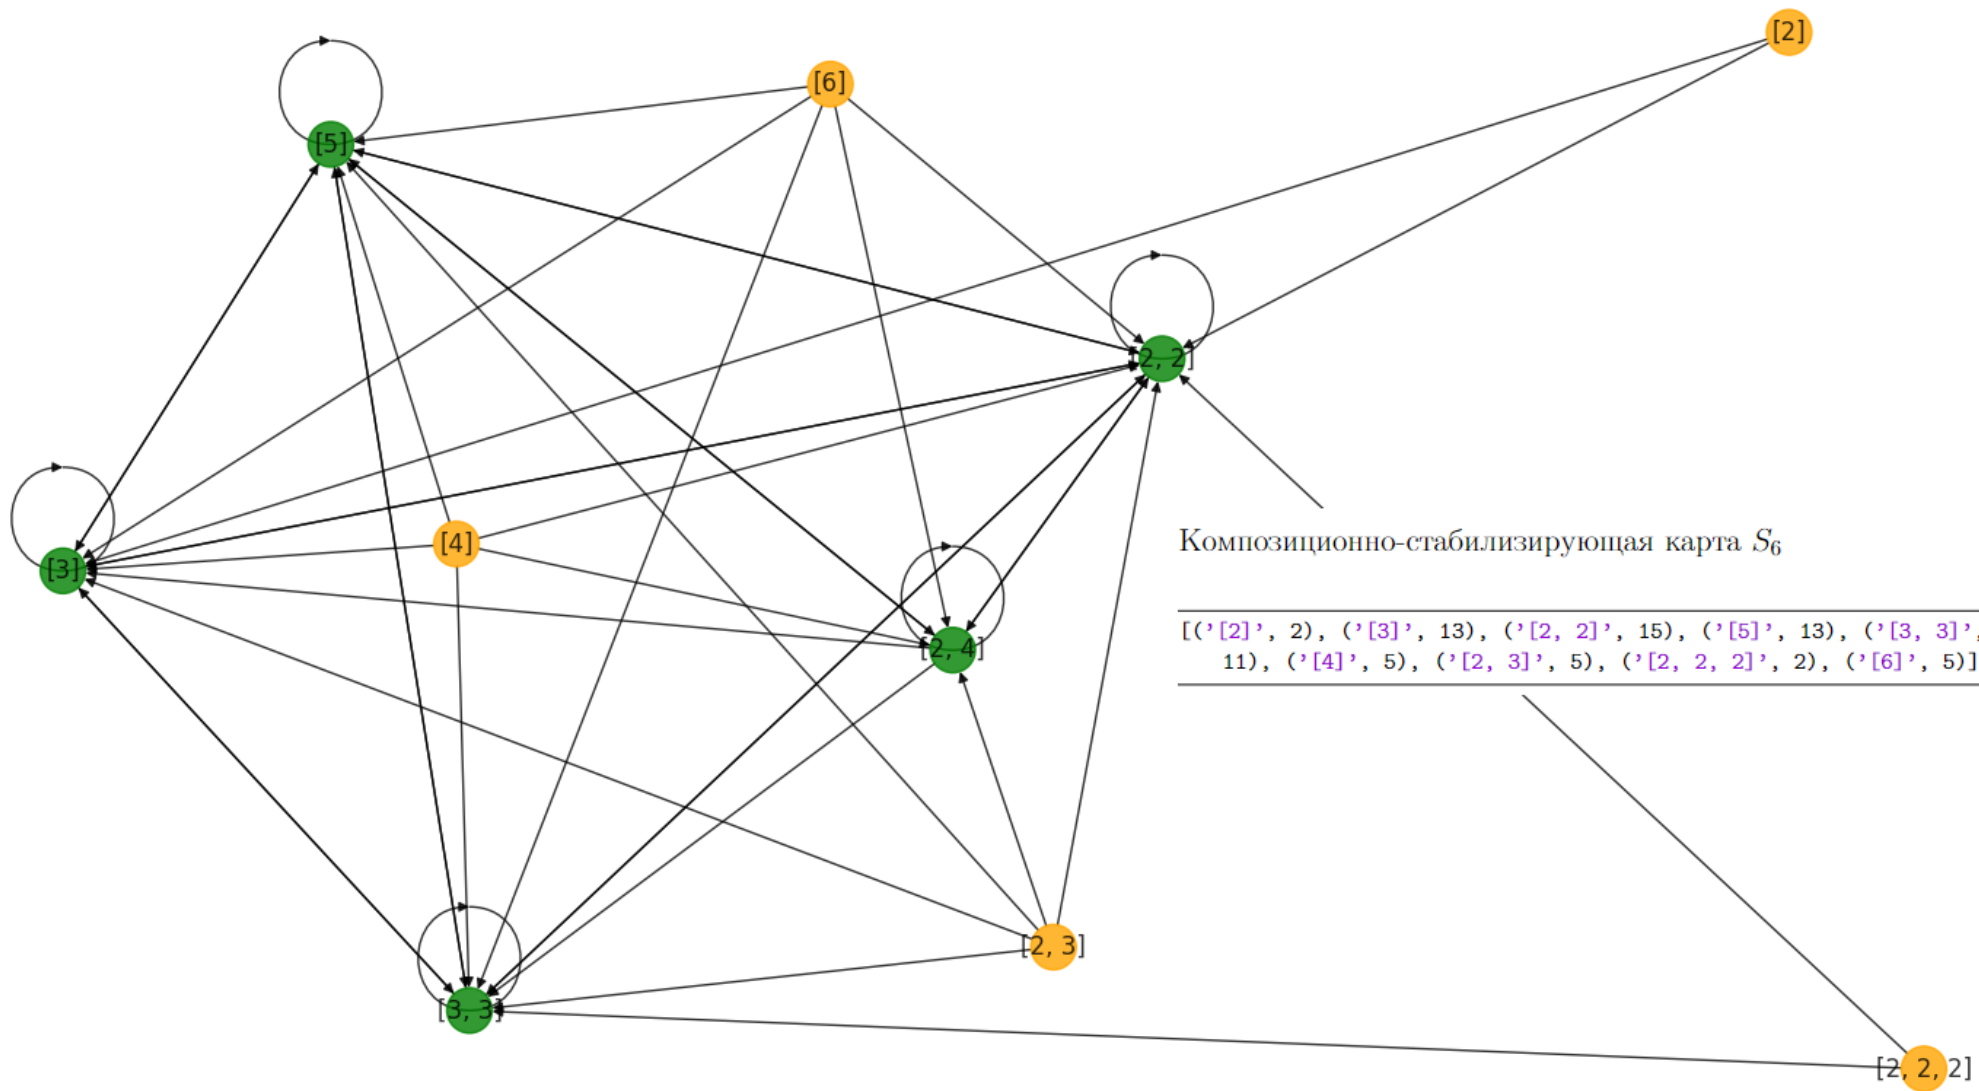 [2]
[6]
[5]
[2, 2]
Композиционно-стабилизирующая карта S_6
[4]
[3]
[('[2]', 2), ('[3]', 13), ('[2, 2]', 15), ('[5]', 13), ('[3, 3]',
11), ('[4]', 5), ('[2, 3]', 5), ('[2, 2, 2]', 2), ('[6]', 5)]
[2, 4]
[2, 3]
[3, 3]
[2, 2, 2]